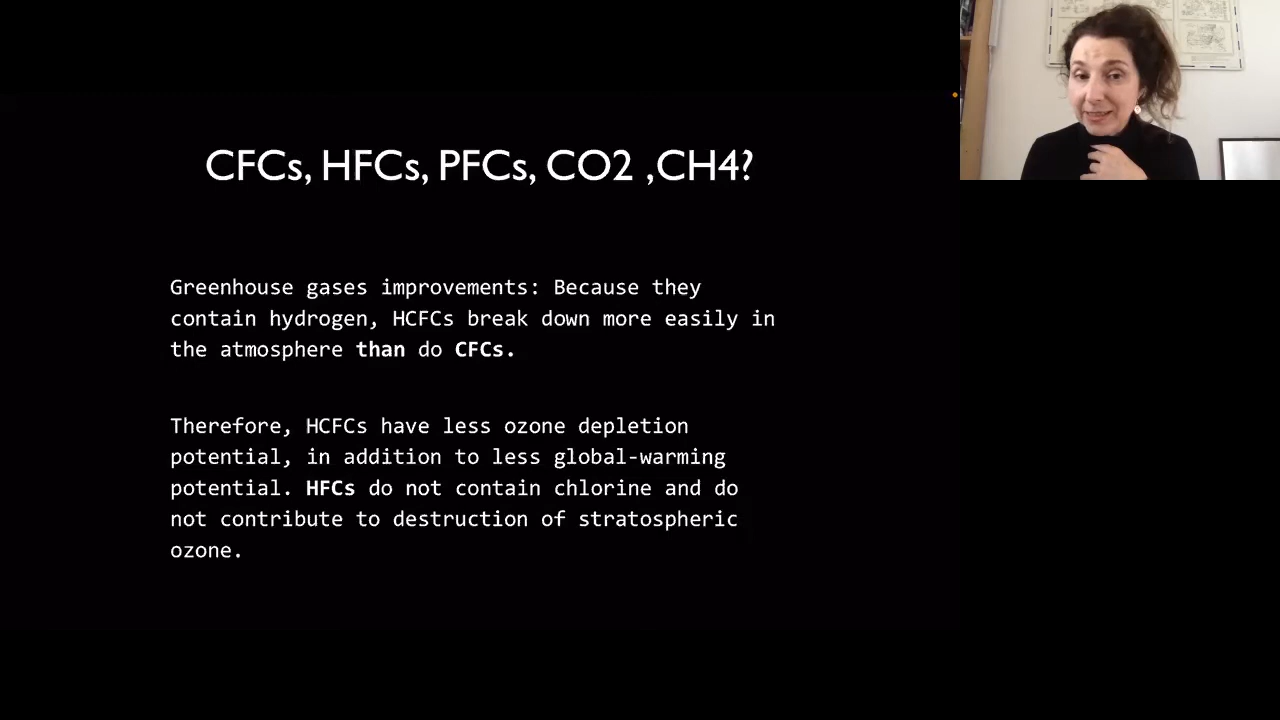 CFCs, HFCs, PFCs, CO2 ,CH4?
Greenhouse gases improvements: Because they
contain hydrogen, HCFCs break down more easily in
the atmosphere than do CFCs.
Therefore, HCFCs have less ozone depletion
potential, in addition to less global-warming
potential. HFCs do not contain chlorine and do
not contribute to destruction of stratospheric
ozone.